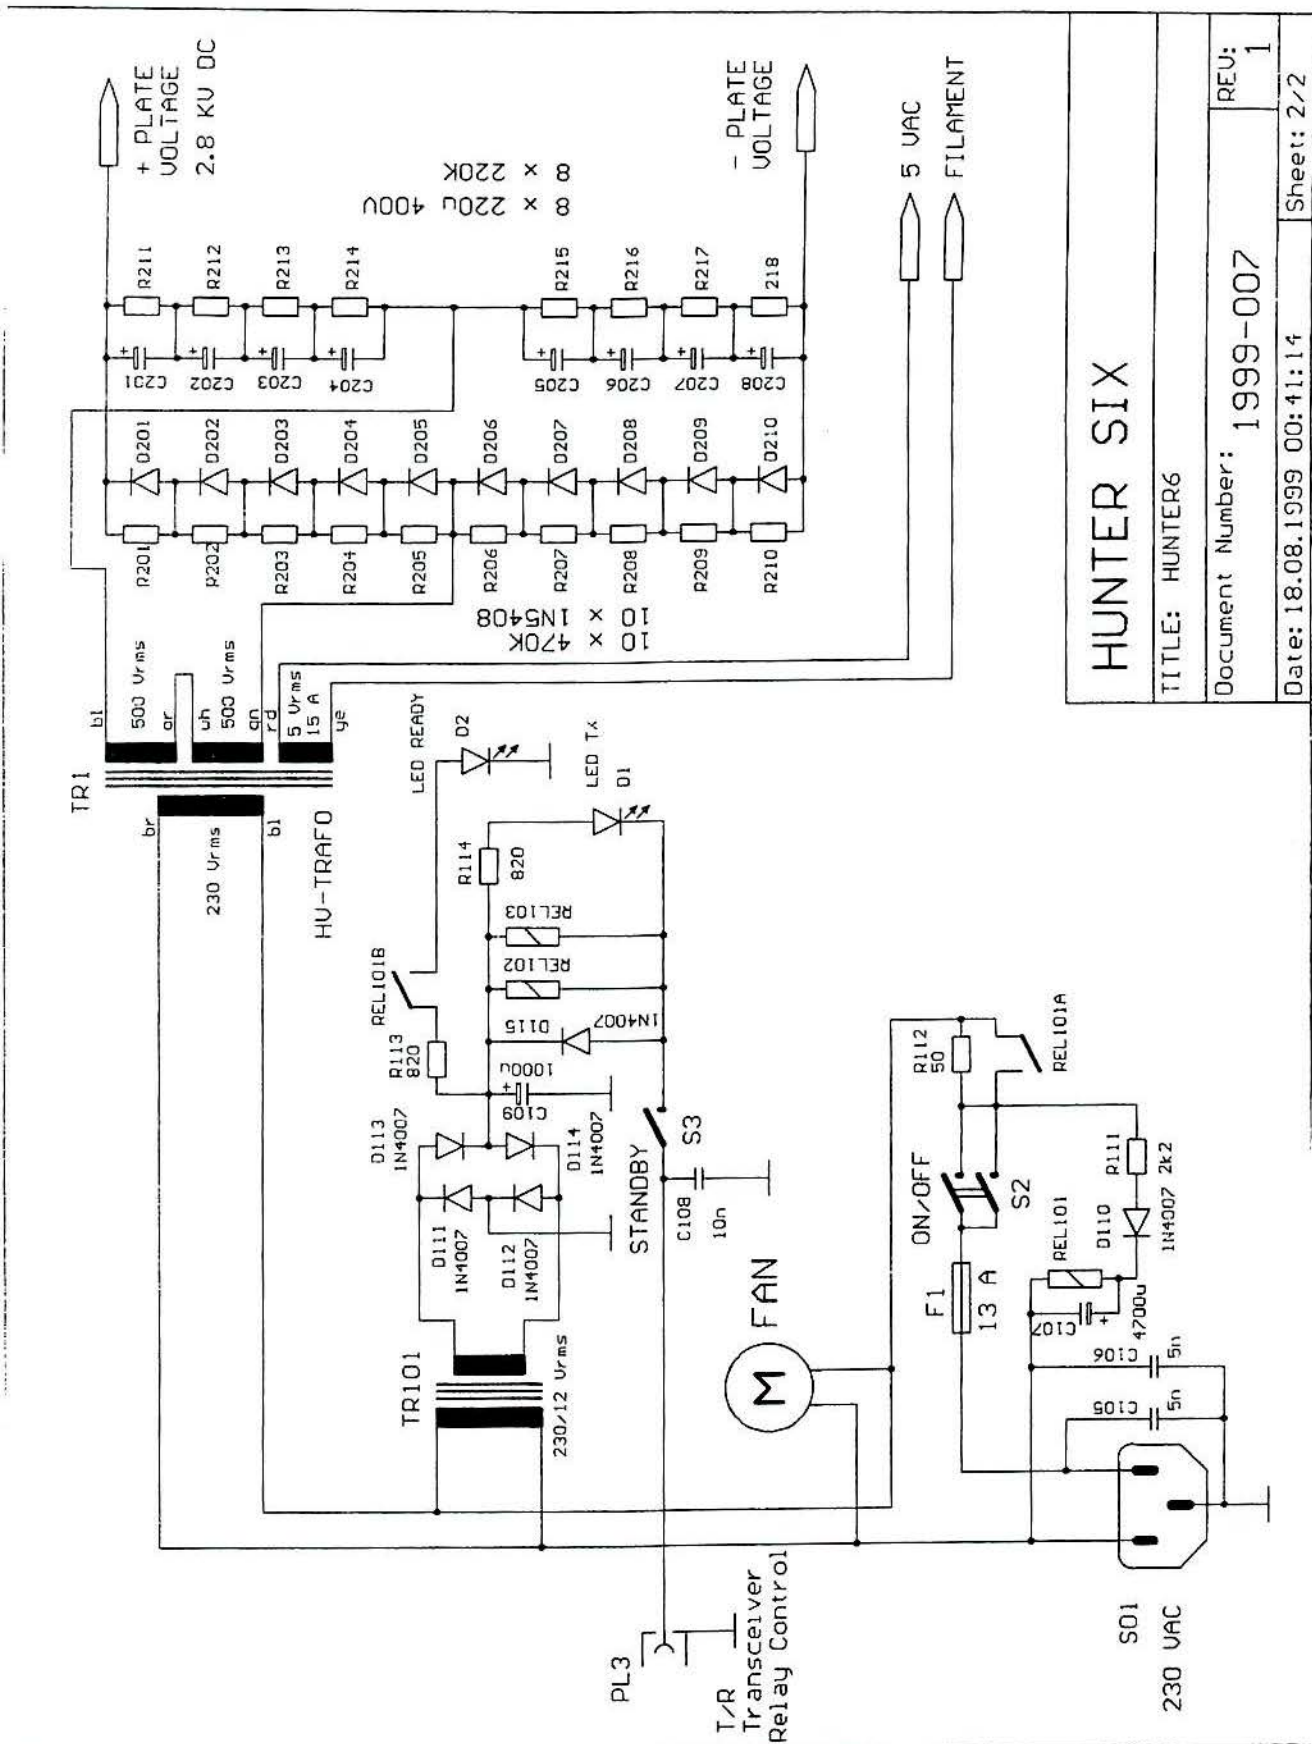 + PLATE
VOLTAGE
2.8 KV DC
8 x 220K
8 x 220u 400V
- PLATE
VOLTAGE
5 VAC
FILAMENT
R211
R212
R213
R214
R215
R216
R217
218
C201
C202
C203
C204
C205
C206
C207
C208
D201
D202
D203
D204
D205
D206
D207
D208
D209
D210
R201
R202
R203
R204
R205
R206
R207
R208
R209
R210
10 x 470K
10 x 1N5408
TR1
bl
500 Vrms
or
wh
500 Vrms
gn
rd
5 Vrms
15 A
ye
br
230 Vrms
bl
HV-TRAFO
LED READY
D2
LED TX
D1
R114
820
REL103
REL102
REL101B
R113
820
D115
1N4007
1000u
C109
D113
1N4007
D114
1N4007
D111
1N4007
D112
1N4007
STANDBY
S3
C108
10n
TR101
230/12 Vrms
FAN
M
ON/OFF
S2
F1
13 A
R112
50
REL101A
R111
2k2
D110
1N4007
REL101
C107
4700u
C106
5n
C105
5n
SO1
230 VAC
PL3
T/R
Transceiver
Relay Control
HUNTER SIX
TITLE: HUNTER6
Document Number:
1999-007
REV:
1
Date: 18.08.1999 00:41:14
Sheet: 2/2